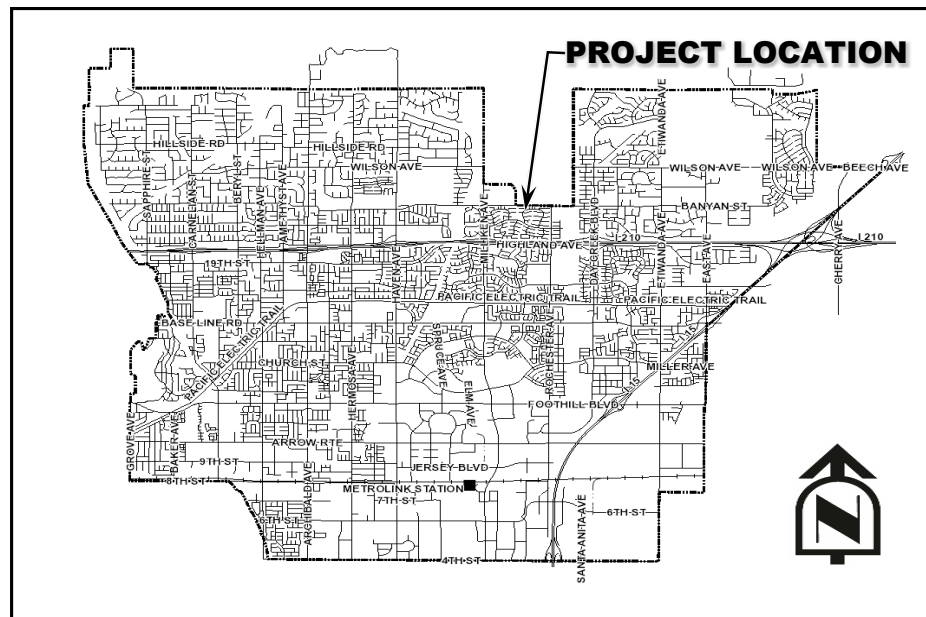 PROJECT LOCATION
ETIWANDA AVE
HILLSIDE RD
HILLSIDE RD
WILSON AVE
WILSON AVE
WILSON AVE
BEECH AVE
SAPPHIRE ST
CARNELIAN S
BERYL ST
HELLMAN AVE
AMETHYST AVE
BANYAN ST
MILLIKEN AVE
HIGHLAND AVE
DAY CREEK BLVD
I-210
I-210
ETIWANDA AVE
EAST AVE
CHERRY AVE
19TH ST
HAVEN AVE
PACIFIC ELECTRIC TRAIL
PACIFIC ELECTRIC TRAIL
BASE LINE RD
PACIFIC ELECTRIC TRAIL
SPRUCE AVE
ROCHESTER AVE
I-15
CHURCH ST
HERMOSA AVE
ELM AVE
MILLER AVE
I-15
FOOTHILL BLVD
GROVE AVE
BAKER AVE
ARROW RTE
9TH ST
JERSEY BLVD
8TH ST
ARCHIBALD AVE
METROLINK STATION
7TH ST
6TH ST
6TH ST
SANTA ANITA AVE
4TH ST
N